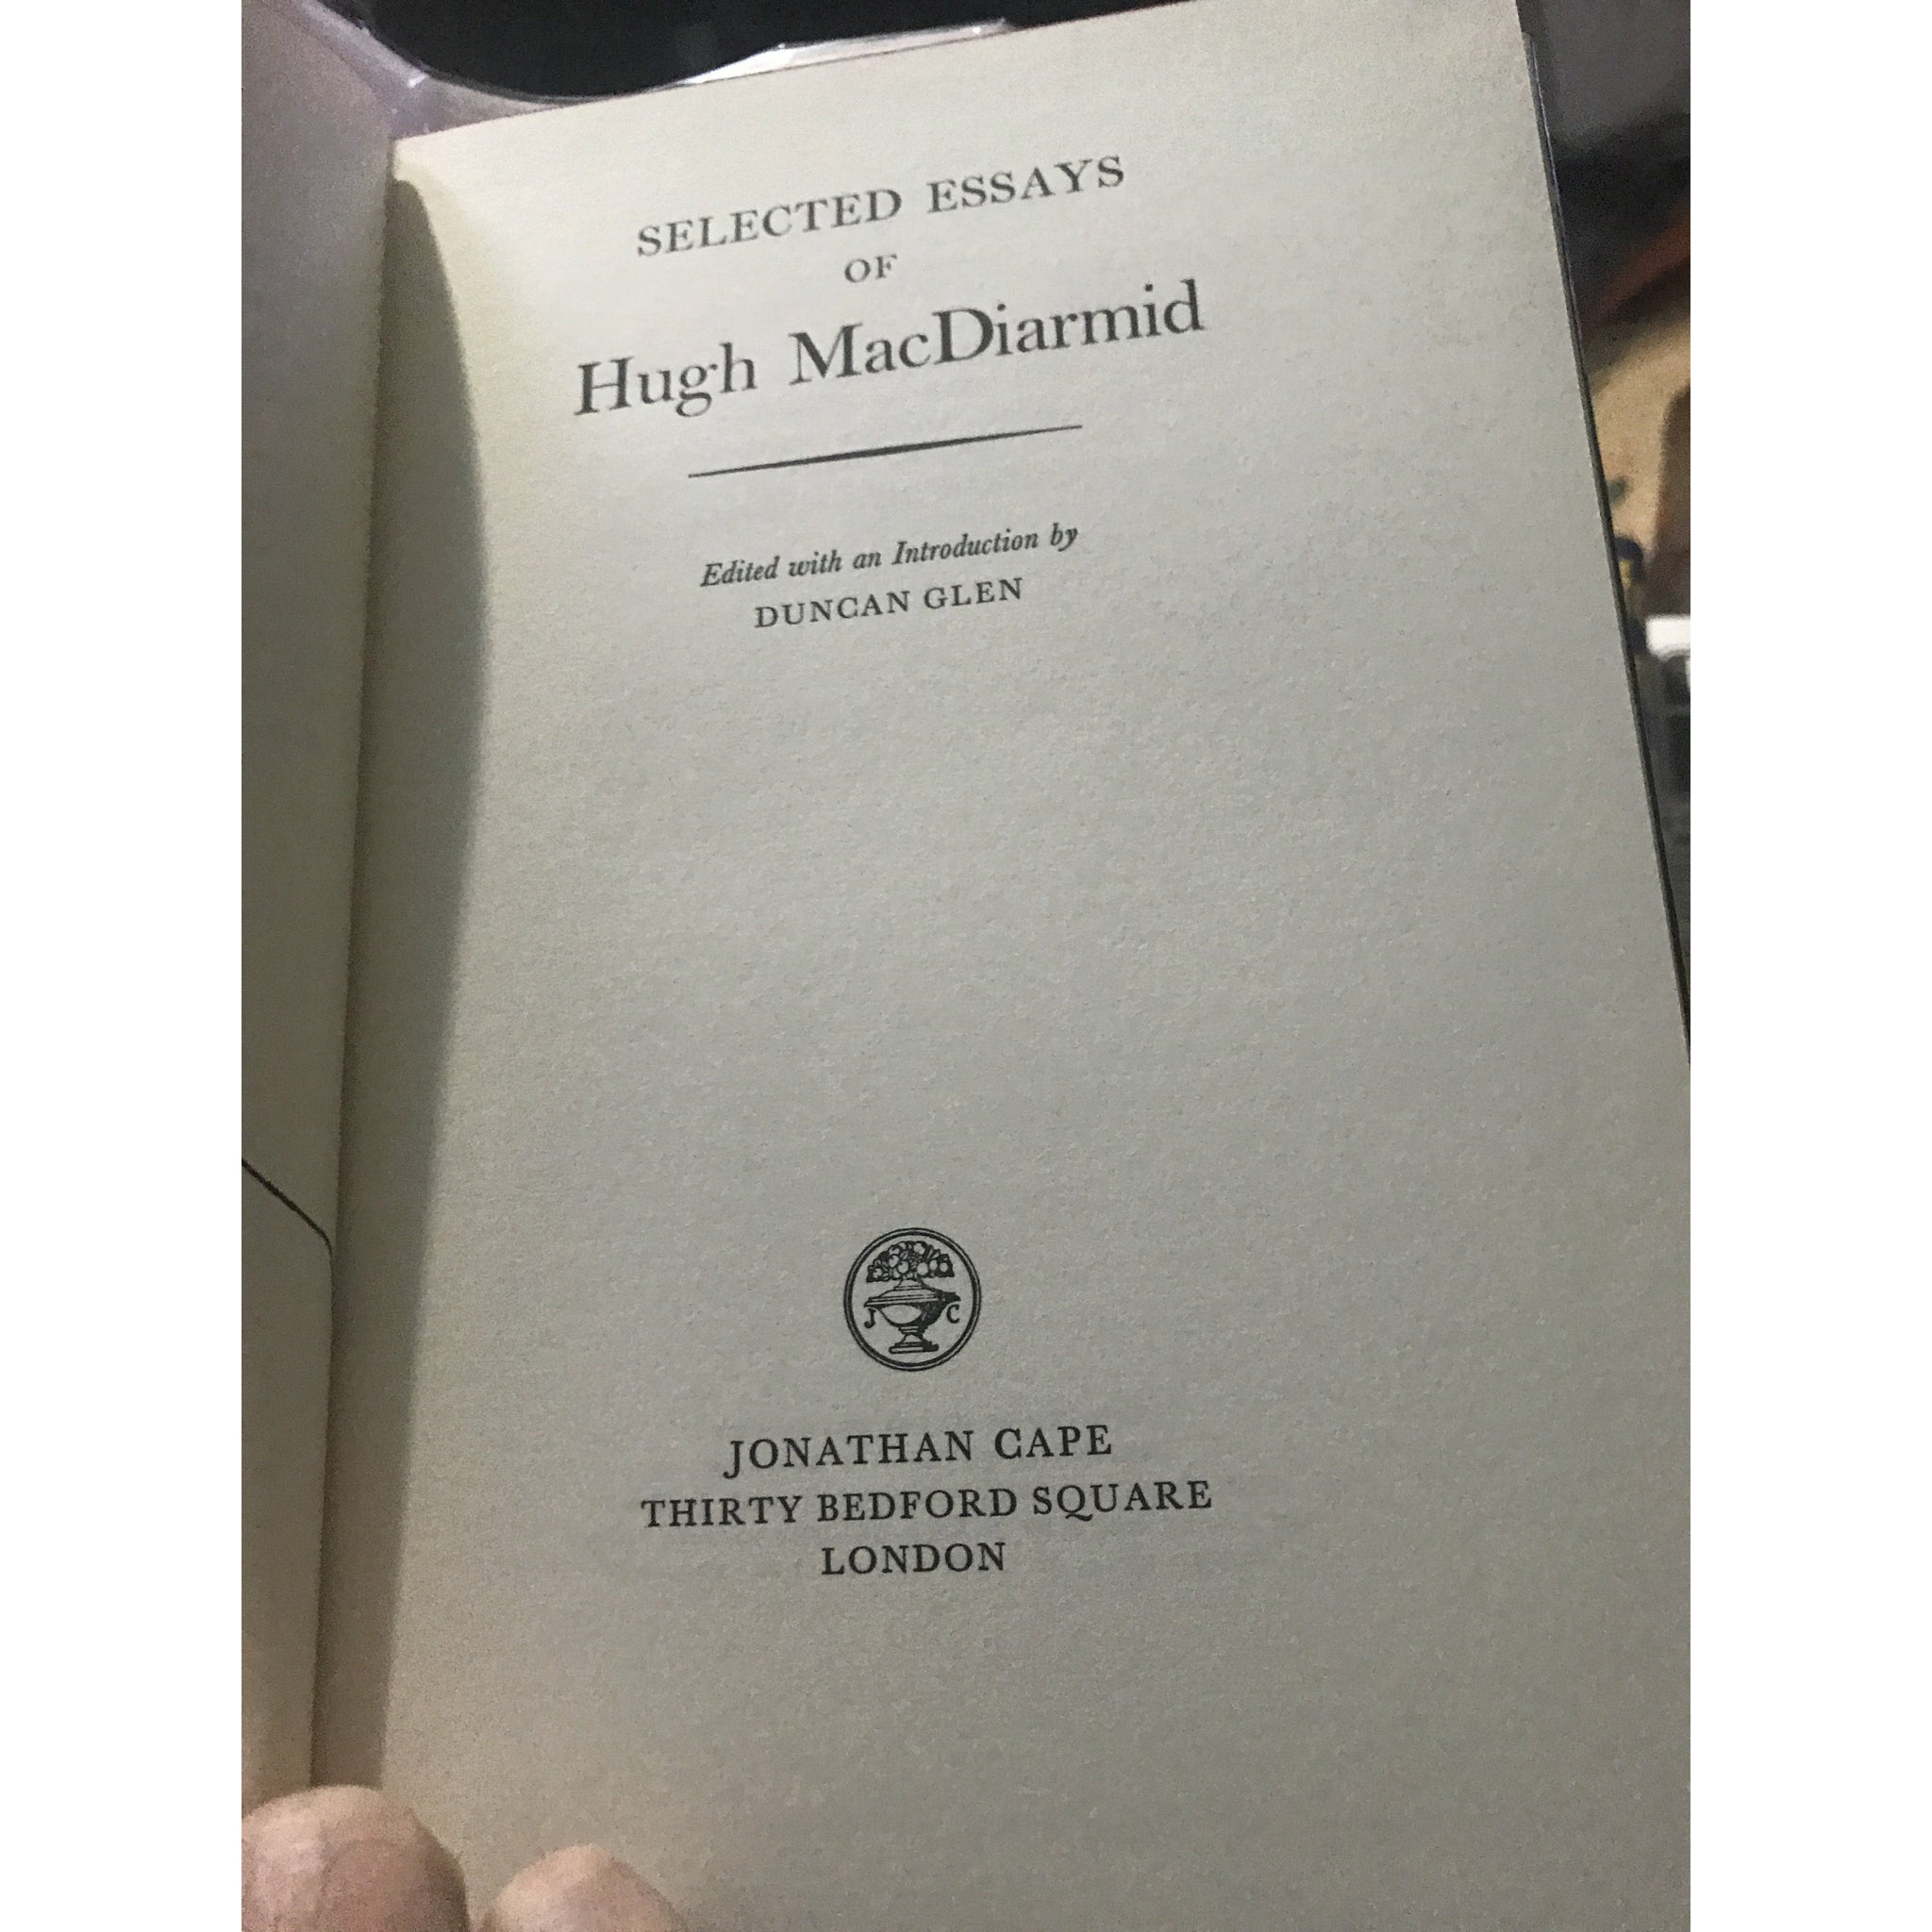 SELECTED ESSAYS
OF
Hugh MacDiarmid
Edited with an Introduction by
DUNCAN GLEN
J C
JONATHAN CAPE
THIRTY BEDFORD SQUARE
LONDON